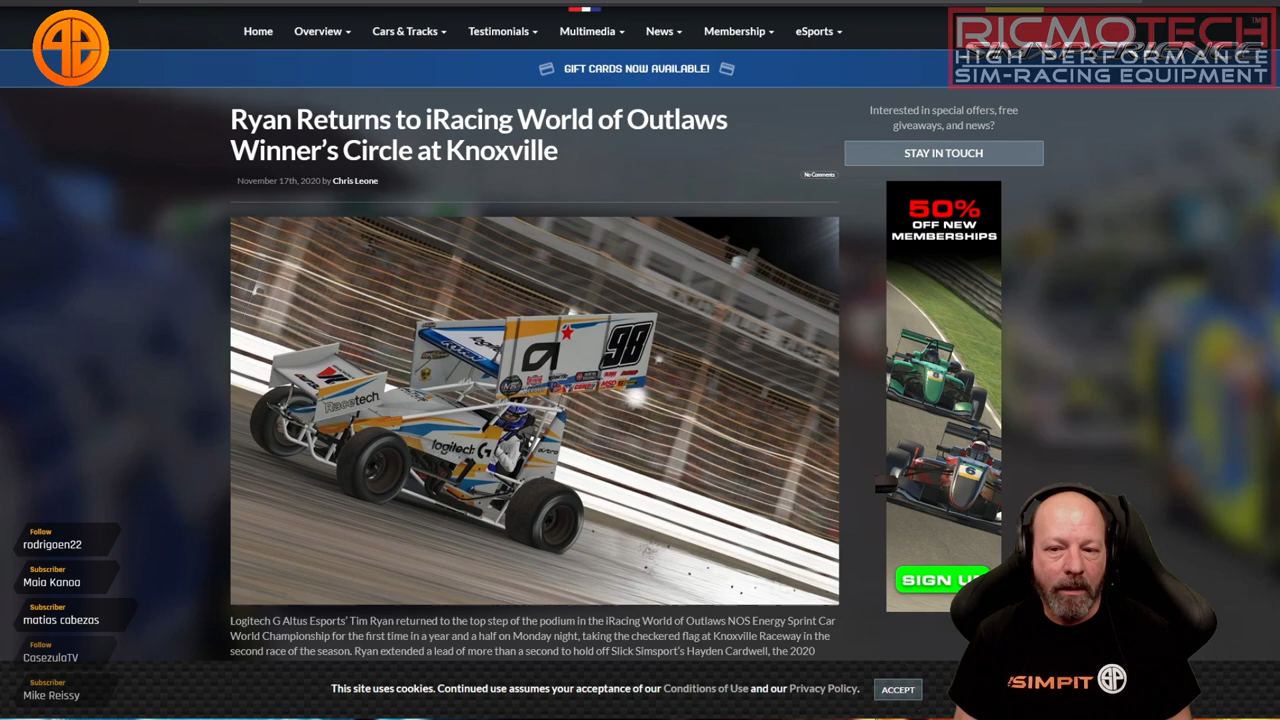 Home
Overview
Cars & Tracks
Testimonials
Multimedia
News
Membership
eSports
RICMOTECH™
SIMXPERIENCE
HIGH PERFORMANCE
SIM-RACING EQUIPMENT
GIFT CARDS NOW AVAILABLE!
Ryan Returns to iRacing World of Outlaws
Winner’s Circle at Knoxville
November 17th, 2020 by Chris Leone
No Comments
Interested in special offers, free
giveaways, and news?
STAY IN TOUCH
50%
OFF NEW
MEMBERSHIPS
98
Racetech
logitech G
6
SIGN U
Follow
rodrigoen22
Subscriber
Maia Kanoa
Subscriber
matias cabezas
Follow
CasezulaTV
Subscriber
Mike Reissy
Logitech G Altus Esports’ Tim Ryan returned to the top step of the podium in the iRacing World of Outlaws NOS Energy Sprint Car
World Championship for the first time in a year and a half on Monday night, taking the checkered flag at Knoxville Raceway in the
second race of the season. Ryan extended a lead of more than a second to hold off Slick Simsport’s Hayden Cardwell, the 2020
This site uses cookies. Continued use assumes your acceptance of our Conditions of Use and our Privacy Policy.
ACCEPT
SIMPIT